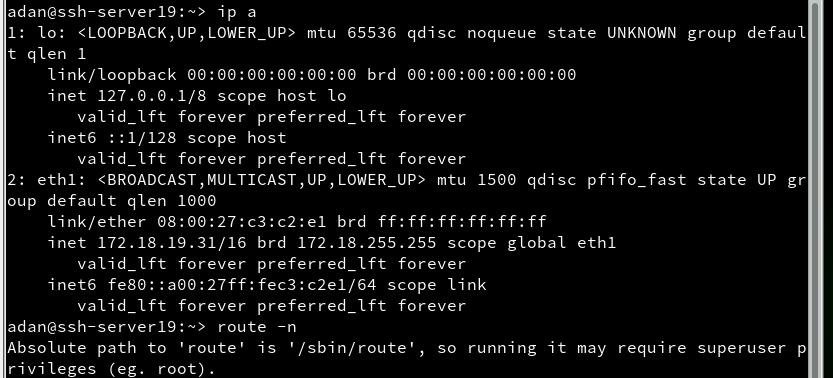 adan@ssh-server19:~> ip a
1: lo: <LOOPBACK,UP,LOWER_UP> mtu 65536 qdisc noqueue state UNKNOWN group defaul
t qlen 1
    link/loopback 00:00:00:00:00:00 brd 00:00:00:00:00:00
    inet 127.0.0.1/8 scope host lo
       valid_lft forever preferred_lft forever
    inet6 ::1/128 scope host
       valid_lft forever preferred_lft forever
2: eth1: <BROADCAST,MULTICAST,UP,LOWER_UP> mtu 1500 qdisc pfifo_fast state UP gr
oup default qlen 1000
    link/ether 08:00:27:c3:c2:e1 brd ff:ff:ff:ff:ff:ff
    inet 172.18.19.31/16 brd 172.18.255.255 scope global eth1
       valid_lft forever preferred_lft forever
    inet6 fe80::a00:27ff:fec3:c2e1/64 scope link
       valid_lft forever preferred_lft forever
adan@ssh-server19:~> route -n
Absolute path to 'route' is '/sbin/route', so running it may require superuser p
rivileges (eg. root).